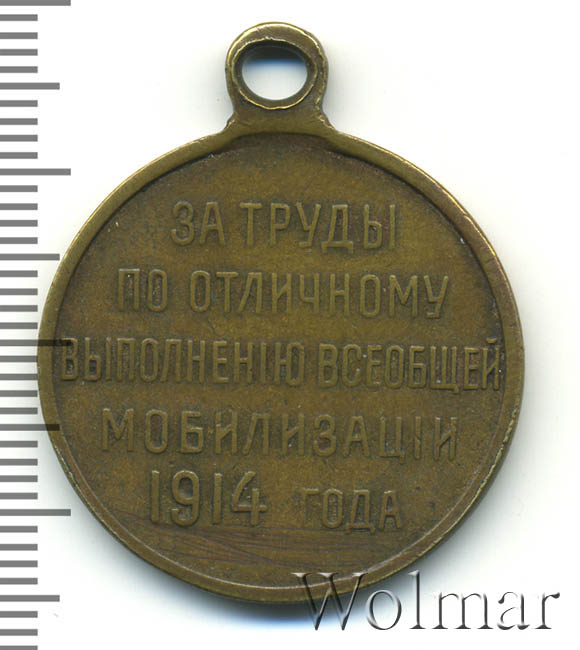 ЗА ТРУДЫ
ПО ОТЛИЧНОМУ
ВЫПОЛНЕНІЮ ВСЕОБЩЕЙ
МОБИЛИЗАЦІИ
1914 ГОДА
Wolmar